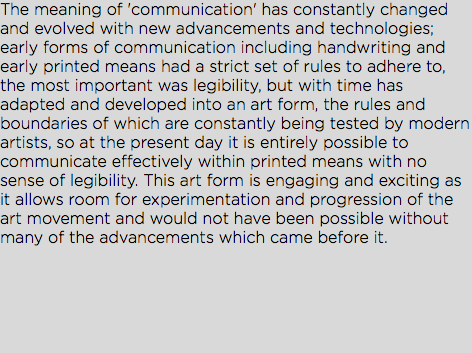 The meaning of 'communication' has constantly changed
and evolved with new advancements and technologies;
early forms of communication including handwriting and
early printed means had a strict set of rules to adhere to,
the most important was legibility, but with time has
adapted and developed into an art form, the rules and
boundaries of which are constantly being tested by modern
artists, so at the present day it is entirely possible to
communicate effectively within printed means with no
sense of legibility. This art form is engaging and exciting as
it allows room for experimentation and progression of the
art movement and would not have been possible without
many of the advancements which came before it.